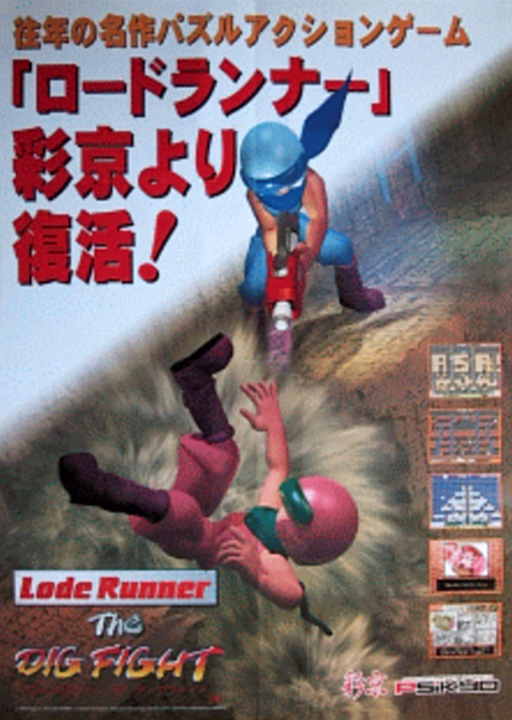 往年の名作パズルアクションゲーム
「ロードランナー」
彩京より
復活！
Lode Runner
The
DIG FIGHT
彩京 PSiKYO